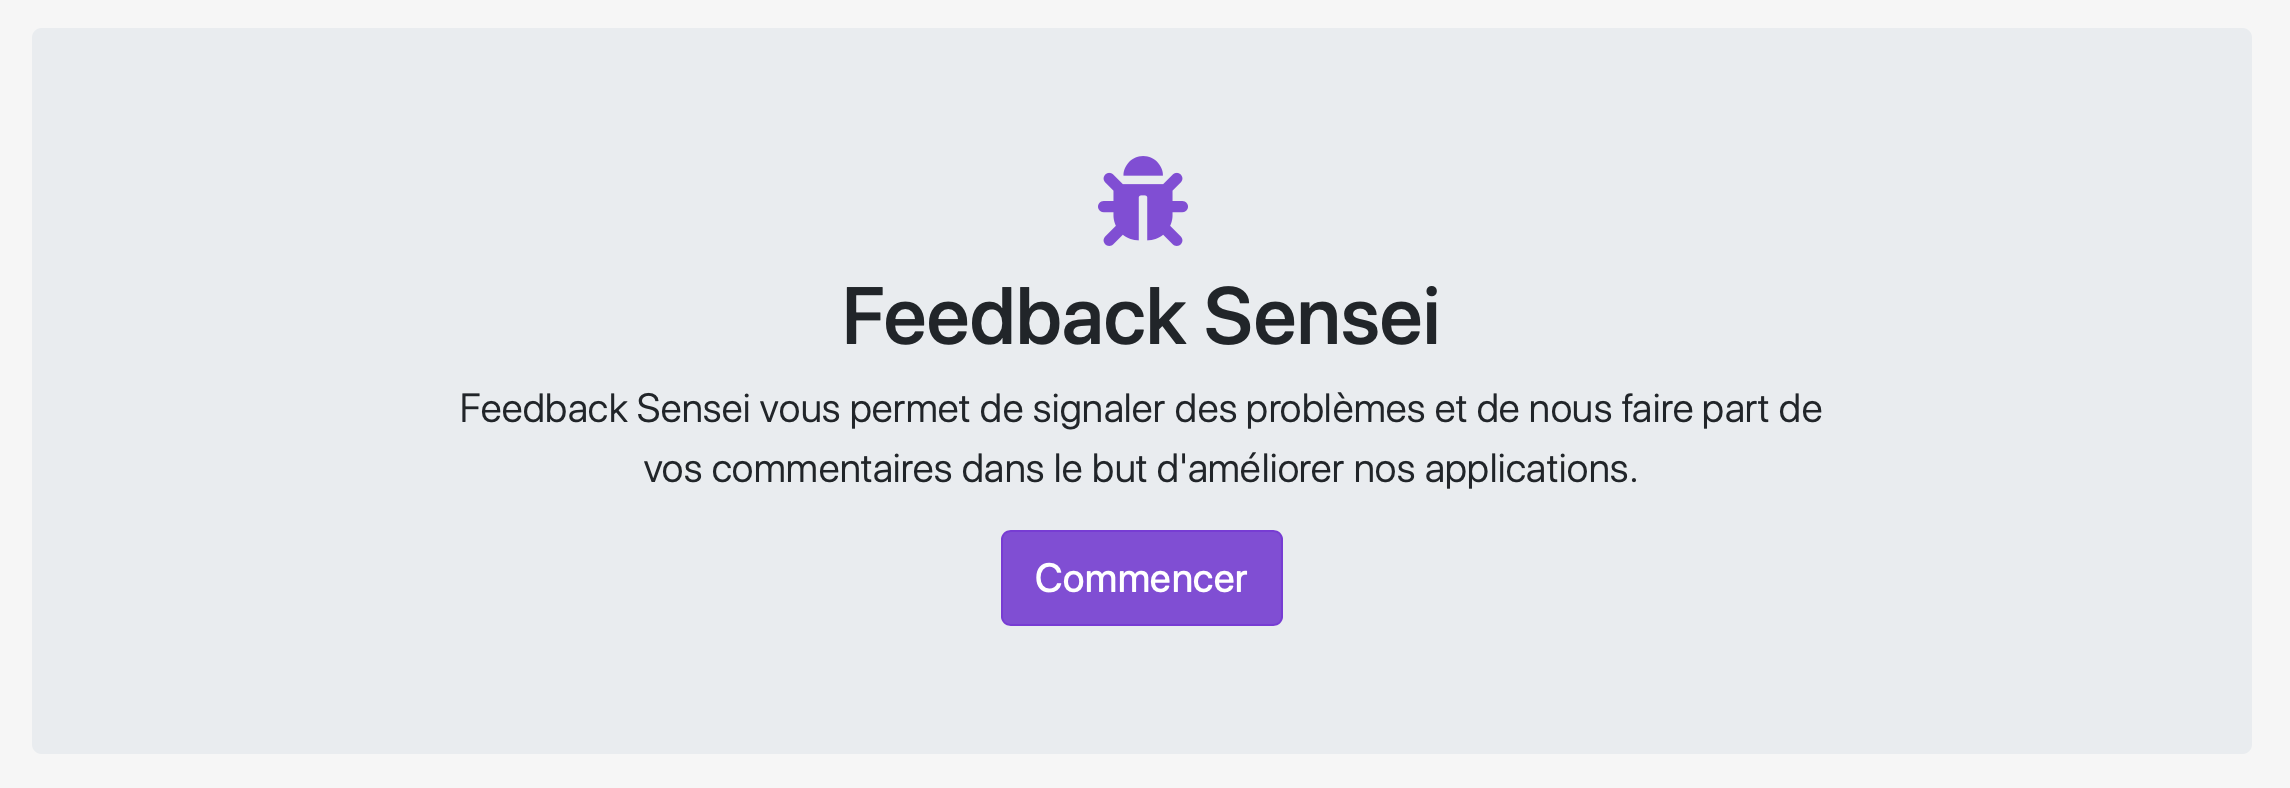 Feedback Sensei
Feedback Sensei vous permet de signaler des problèmes et de nous faire part de
vos commentaires dans le but d'améliorer nos applications.
Commencer